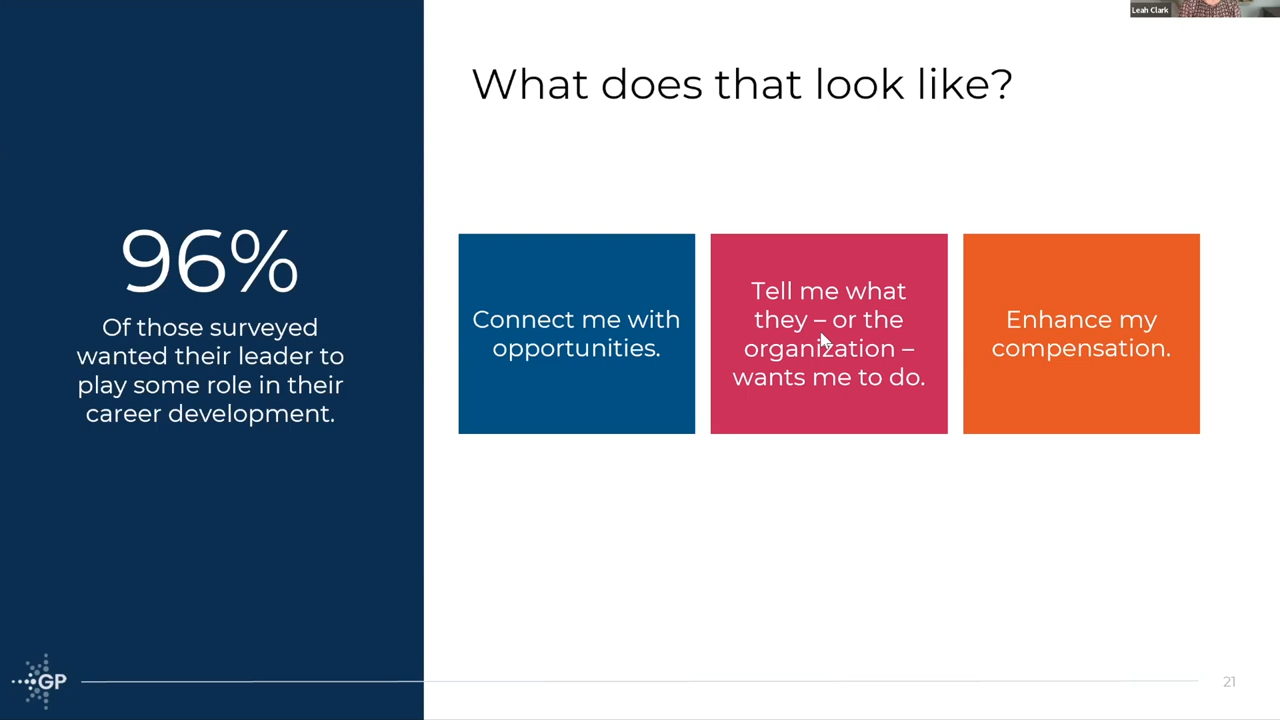 Leah Clark
What does that look like?
96%
Of those surveyed
wanted their leader to
play some role in their
career development.
Connect me with
opportunities.
Tell me what
they – or the
organization –
wants me to do.
Enhance my
compensation.
GP
21